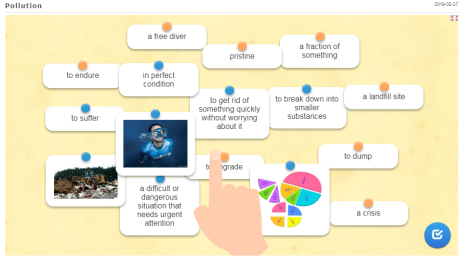 Pollution
2019-02-27
a free diver
pristine
a fraction of
something
to endure
in perfect
condition
to get rid of
something quickly
without worrying
about it
to break down into
smaller
substances
a landfill site
to suffer
to dump
to
grade
a difficult or
dangerous
situation that
needs urgent
attention
a crisis